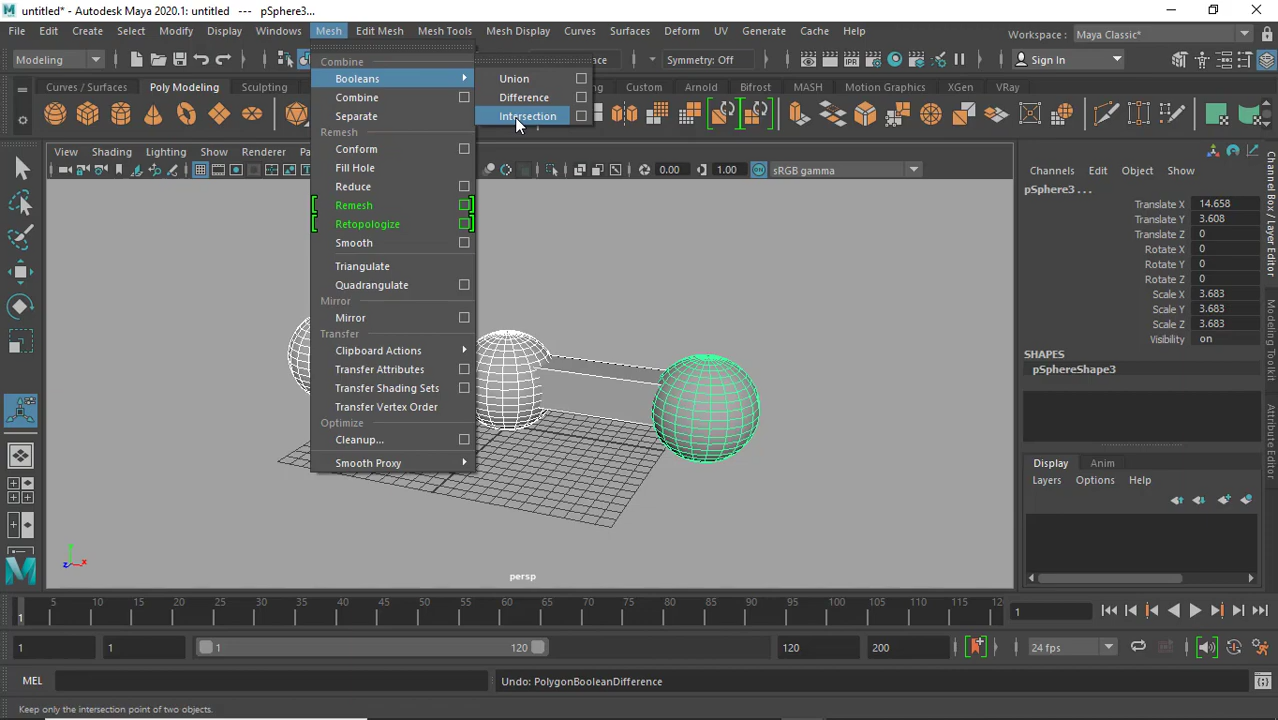 untitled* - Autodesk Maya 2020.1: untitled --- pSphere3...
File Edit Create Select Modify Display Windows Mesh Edit Mesh Mesh Tools Mesh Display Curves Surfaces Deform UV Generate Cache Help
Workspace: Maya Classic*
Modeling
Symmetry: Off
Sign In
Curves / Surfaces Poly Modeling Sculpting Custom Arnold Bifrost MASH Motion Graphics XGen VRay
View Shading Lighting Show Renderer
0.00 1.00 sRGB gamma
Combine
Booleans
Combine
Separate
Remesh
Conform
Fill Hole
Reduce
Remesh
Retopologize
Smooth
Triangulate
Quadrangulate
Mirror
Mirror
Transfer
Clipboard Actions
Transfer Attributes
Transfer Shading Sets
Transfer Vertex Order
Optimize
Cleanup...
Smooth Proxy
Union
Difference
Intersection
persp
Channels Edit Object Show
pSphere3 . . .
Translate X 14.658
Translate Y 3.608
Translate Z 0
Rotate X 0
Rotate Y 0
Rotate Z 0
Scale X 3.683
Scale Y 3.683
Scale Z 3.683
Visibility on
SHAPES
pSphereShape3
Display Anim
Layers Options Help
Channel Box / Layer Editor
Modeling Toolkit
Attribute Editor
5 10 15 20 25 30 35 40 45 50 55 60 65 70 75 80 85 90 95 100 105 110 115 12
1
1
1 1 1 120 120 200 24 fps
MEL Undo: PolygonBooleanDifference
Keep only the intersection point of two objects.